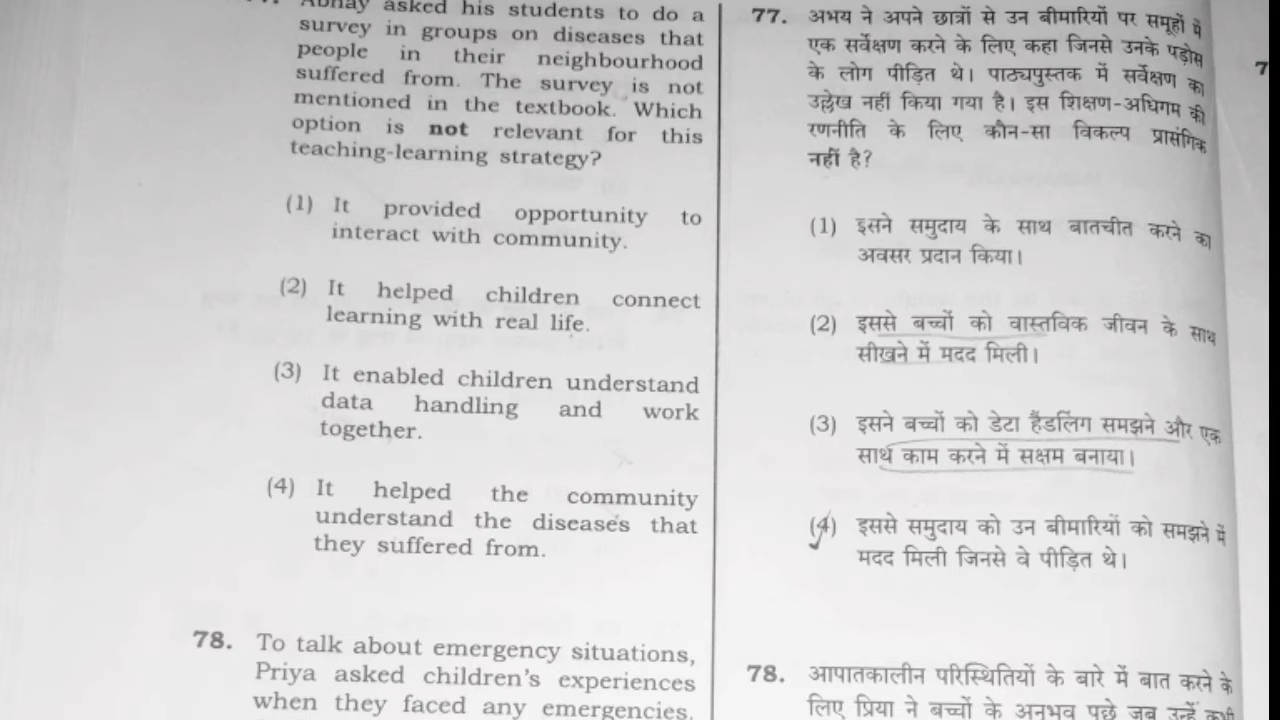 Abhay asked his students to do a
survey in groups on diseases that
people in their neighbourhood
suffered from. The survey is not
mentioned in the textbook. Which
option is not relevant for this
teaching-learning strategy?
(1) It provided opportunity to
interact with community.
(2) It helped children connect
learning with real life.
(3) It enabled children understand
data handling and work
together.
(4) It helped the community
understand the diseases that
they suffered from.
78. To talk about emergency situations,
Priya asked children's experiences
when they faced any emergencies.
77. अभय ने अपने छात्रों से उन बीमारियों पर समूहों में
एक सर्वेक्षण करने के लिए कहा जिनसे उनके पड़ोस
के लोग पीड़ित थे। पाठ्यपुस्तक में सर्वेक्षण का
उल्लेख नहीं किया गया है। इस शिक्षण-अधिगम की
रणनीति के लिए कौन-सा विकल्प प्रासंगिक
नहीं है?
(1) इसने समुदाय के साथ बातचीत करने का
अवसर प्रदान किया।
(2) इससे बच्चों को वास्तविक जीवन के साथ
सीखने में मदद मिली।
(3) इसने बच्चों को डेटा हैंडलिंग समझने और एक
साथ काम करने में सक्षम बनाया।
(4) इससे समुदाय को उन बीमारियों को समझने में
मदद मिली जिनसे वे पीड़ित थे।
78. आपातकालीन परिस्थितियों के बारे में बात करने के
लिए प्रिया ने बच्चों के अनुभव पूछे जब उन्हें कभी
7